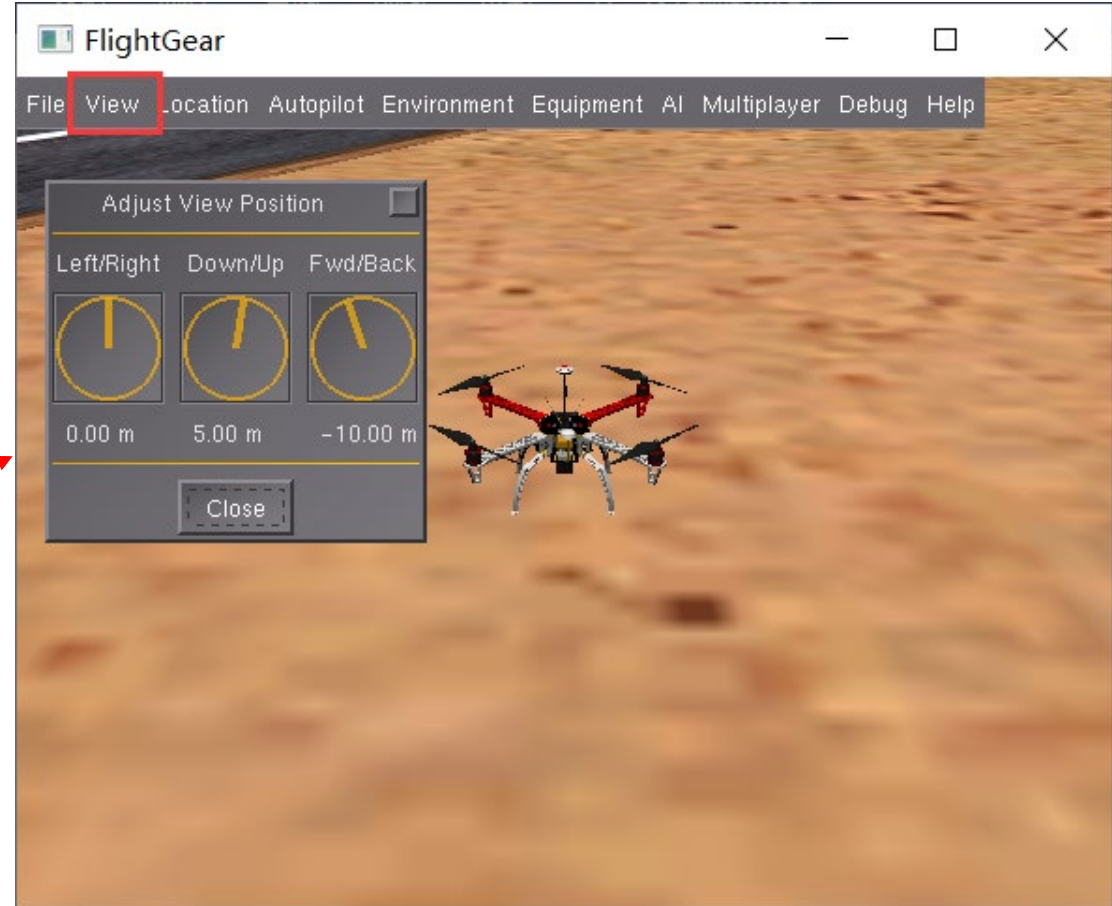 FlightGear
File View Location Autopilot Environment Equipment AI Multiplayer Debug Help
Adjust View Position
Left/Right Down/Up Fwd/Back
0.00 m 5.00 m -10.00 m
Close